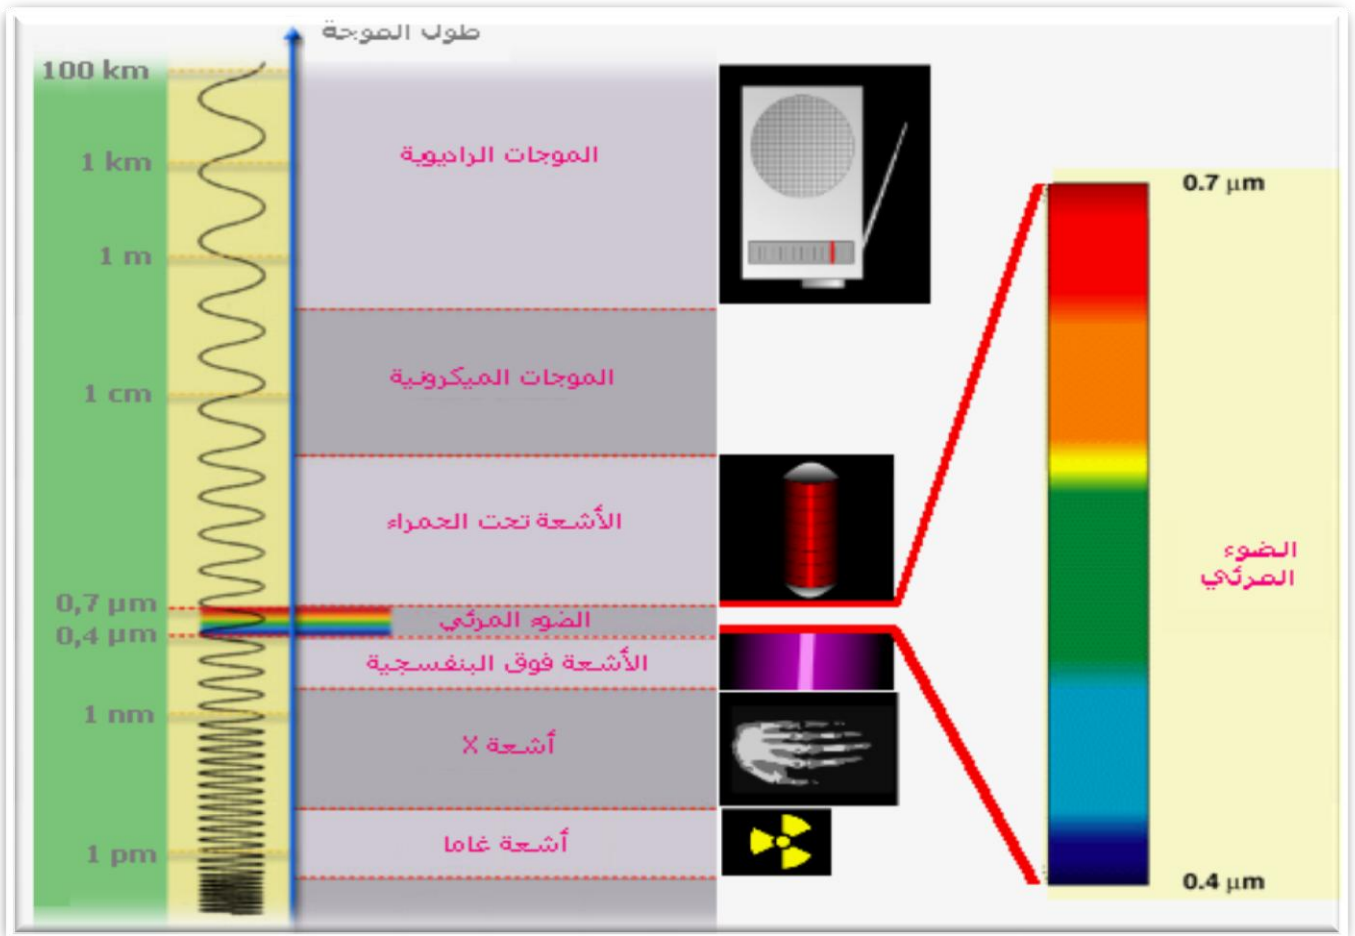 طول الموجة
100 km
الموجات الراديوية
1 km
0.7 µm
1 m
الموجات الميكرونية
1 cm
الأشعة تحت الحمراء
الضوء
المرئي
0,7 µm
الضوء المرئي
0,4 µm
الأشعة فوق البنفسجية
1 nm
أشعة X
أشعة غاما
1 pm
0.4 µm